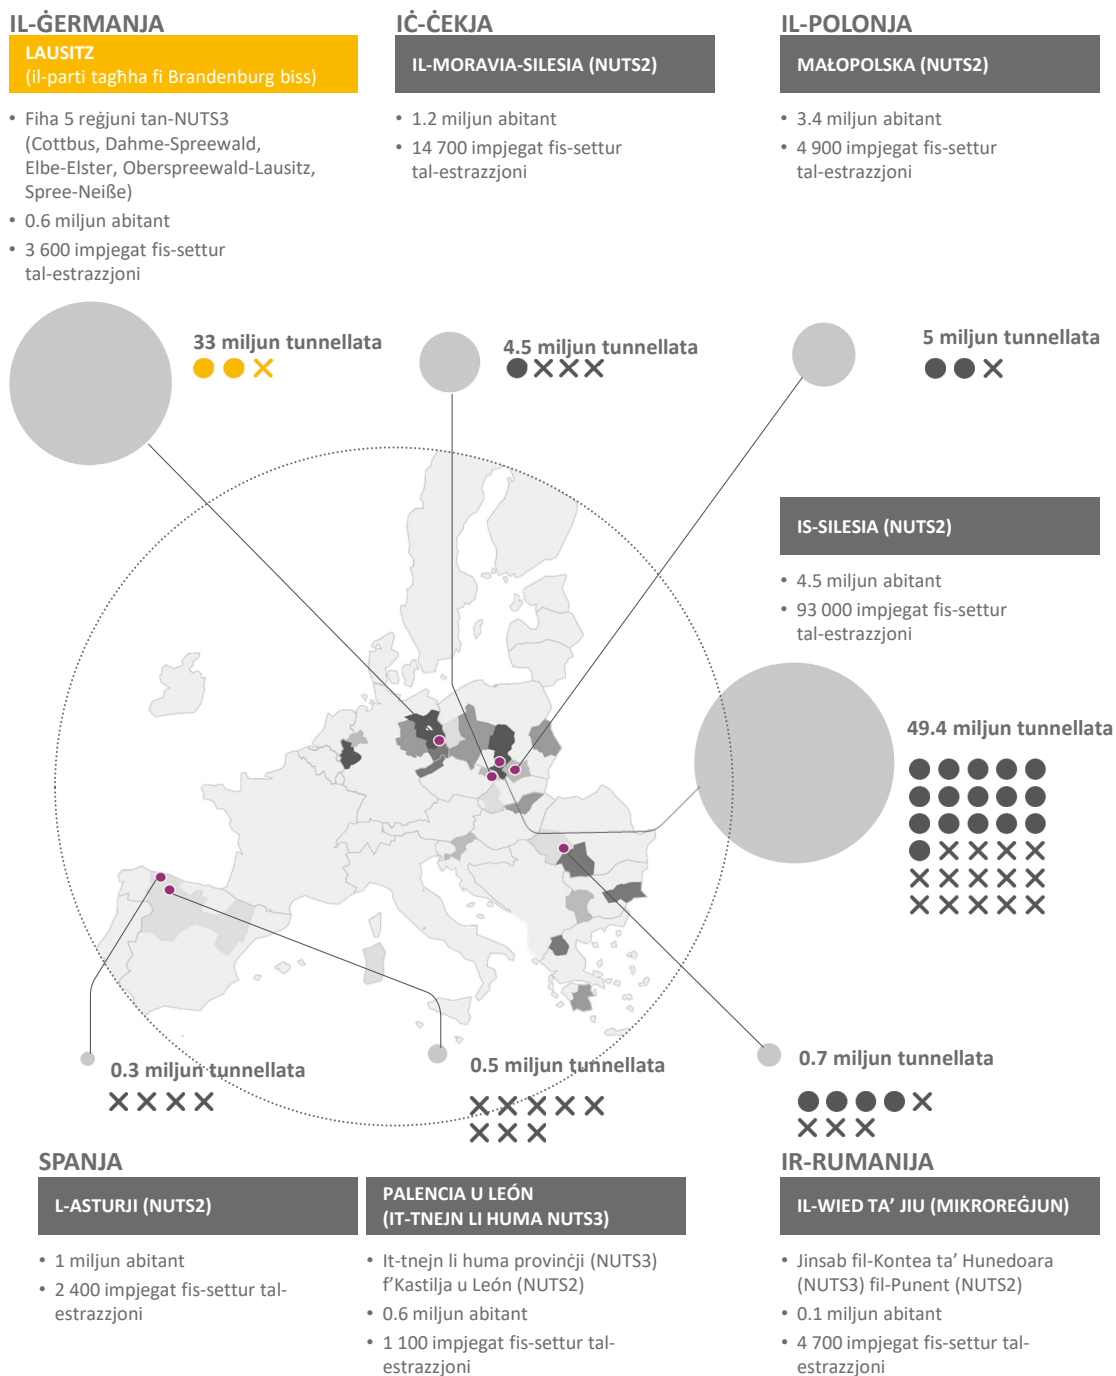 IL-ĠERMANJA
LAUSITZ
(il-parti tagħha fi Brandenburg biss)
• Fiha 5 reġjuni tan-NUTS3
(Cottbus, Dahme-Spreewald,
Elbe-Elster, Oberspreewald-Lausitz,
Spree-Neiße)
• 0.6 miljun abitant
• 3 600 impjegat fis-settur
tal-estrazzjoni
IĊ-ĊEKJA
IL-MORAVIA-SILESIA (NUTS2)
• 1.2 miljun abitant
• 14 700 impjegat fis-settur
tal-estrazzjoni
IL-POLONJA
MAŁOPOLSKA (NUTS2)
• 3.4 miljun abitant
• 4 900 impjegat fis-settur
tal-estrazzjoni
33 miljun tunnellata
4.5 miljun tunnellata
5 miljun tunnellata
IS-SILESIA (NUTS2)
• 4.5 miljun abitant
• 93 000 impjegat fis-settur
tal-estrazzjoni
49.4 miljun tunnellata
0.3 miljun tunnellata
0.5 miljun tunnellata
0.7 miljun tunnellata
SPANJA
L-ASTURJI (NUTS2)
• 1 miljun abitant
• 2 400 impjegat fis-settur tal-
estrazzjoni
PALENCIA U LEÓN
(IT-TNEJN LI HUMA NUTS3)
• It-tnejn li huma provinċji (NUTS3)
f'Kastilja u León (NUTS2)
• 0.6 miljun abitant
• 1 100 impjegat fis-settur tal-
estrazzjoni
IR-RUMANIJA
IL-WIED TA' JIU (MIKROREĠJUN)
• Jinsab fil-Kontea ta' Hunedoara
(NUTS3) fil-Punent (NUTS2)
• 0.1 miljun abitant
• 4 700 impjegat fis-settur tal-
estrazzjoni